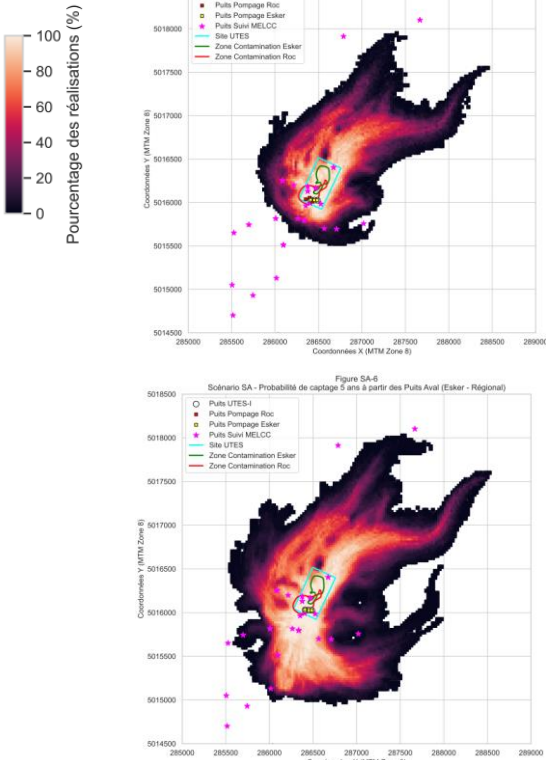 Pourcentage des réalisations (%)
100
80
60
40
20
0
Puits Pompage Roc
Puits Pompage Esker
Puits Suivi MELCC
Site UTES
Zone Contamination Esker
Zone Contamination Roc
Coordonnées Y (MTM Zone 8)
5018000
5017500
5017000
5016500
5016000
5015500
5015000
5014500
285000 285500 286000 286500 287000 287500 288000 288500 289000
Coordonnées X (MTM Zone 8)
Figure SA-6
Scénario SA - Probabilité de captage 5 ans à partir des Puits Aval (Esker - Régional)
Puits UTES-I
Puits Pompage Roc
Puits Pompage Esker
Puits Suivi MELCC
Site UTES
Zone Contamination Esker
Zone Contamination Roc
Coordonnées Y (MTM Zone 8)
5018500
5018000
5017500
5017000
5016500
5016000
5015500
5015000
5014500
285000 285500 286000 286500 287000 287500 288000 288500 289000